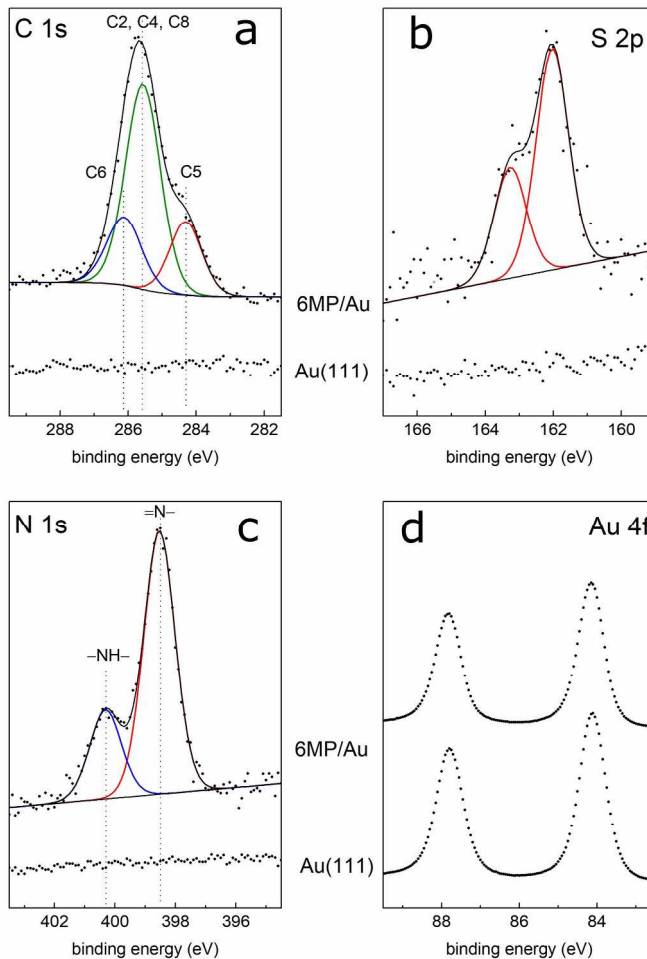 C 1s
C2, C4, C8
a
C6
C5
288 286 284 282
binding energy (eV)
b
S 2p
166 164 162 160
binding energy (eV)
6MP/Au
Au(111)
N 1s
=N–
c
–NH–
402 400 398 396
binding energy (eV)
d
Au 4f
88 86 84
binding energy (eV)
6MP/Au
Au(111)